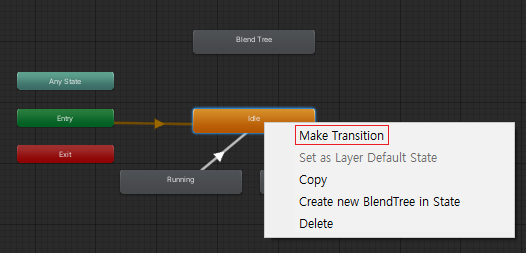 Blend Tree
Any State
Entry
Idle
Exit
Running
Make Transition
Set as Layer Default State
Copy
Create new BlendTree in State
Delete